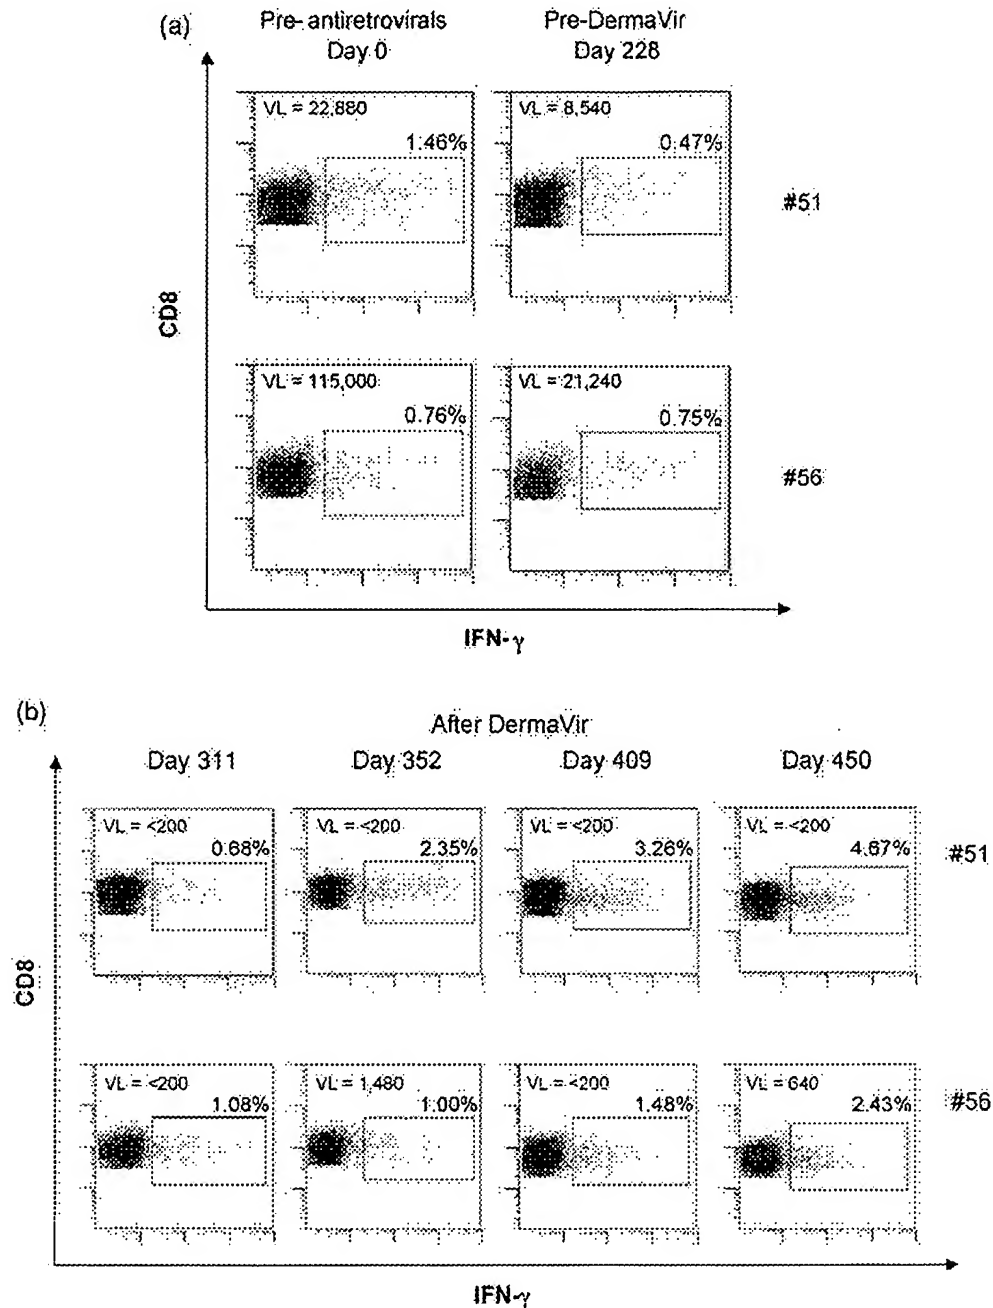 (a)
Pre-antiretrovirals
Day 0
Pre-DermaVir
Day 228
VL = 22,880
1.46%
VL = 8,540
0.47%
#51
VL = 115,000
0.76%
VL = 21,240
0.75%
#56
CD8
IFN-γ
(b)
After DermaVir
Day 311
Day 352
Day 409
Day 450
VL = <200
0.68%
VL = <200
2.35%
VL = <200
3.26%
VL = <200
4.67%
#51
VL = <200
1.08%
VL = 1,480
1.00%
VL = <200
1.48%
VL = 640
2.43%
#56
CD8
IFN-γ